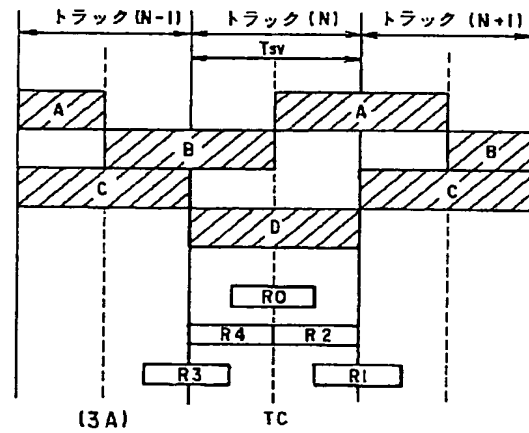 トラック(N-1) トラック(N) トラック(N+1)
Tsv
A A
B B
C C
D
R0
R4 R2
R3 R1
(3A) TC